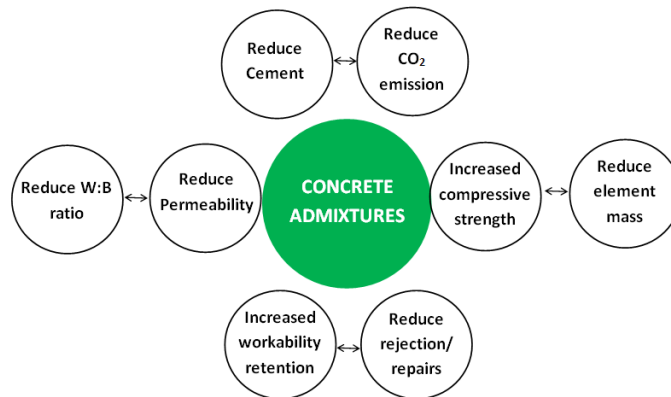 Reduce
Cement
Reduce
CO₂
emission
Reduce W:B
ratio
Reduce
Permeability
CONCRETE
ADMIXTURES
Increased
compressive
strength
Reduce
element
mass
Increased
workability
retention
Reduce
rejection/
repairs